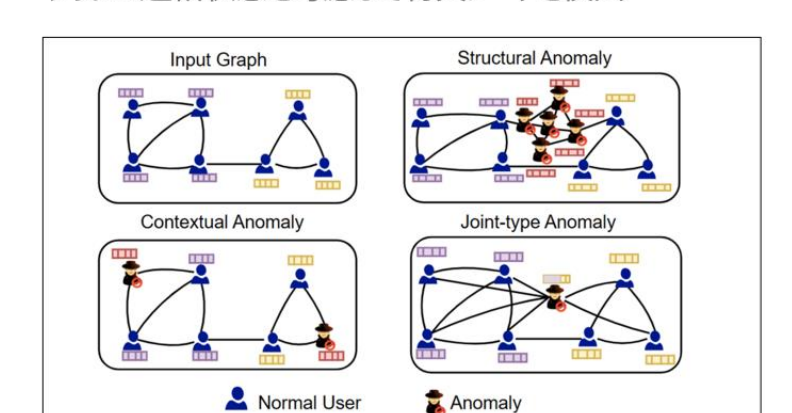 Input Graph
Structural Anomaly
Contextual Anomaly
Joint-type Anomaly
Normal User
Anomaly